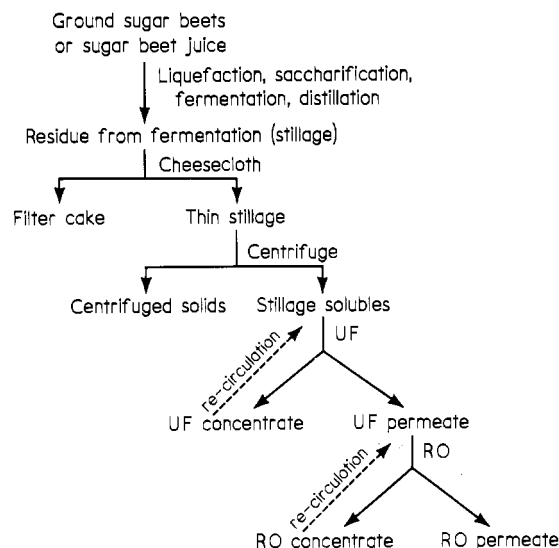 Ground sugar beets
or sugar beet juice
Liquefaction, saccharification,
fermentation, distillation
Residue from fermentation (stillage)
Cheesecloth
Filter cake
Thin stillage
Centrifuge
Centrifuged solids
Stillage solubles
UF
re-circulation
UF concentrate
UF permeate
RO
re-circulation
RO concentrate
RO permeate